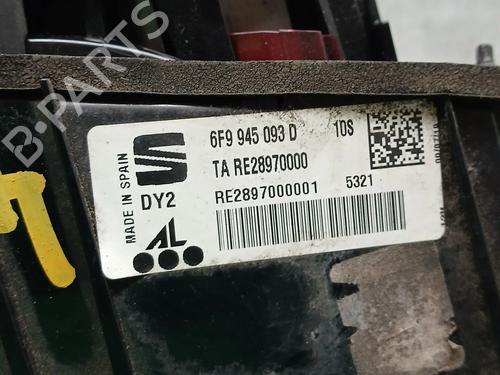 B-PARTS
6F9 945 093 D 10S
TA RE28970000
RE2897000001 5321
MADE IN SPAIN
DY2
AL